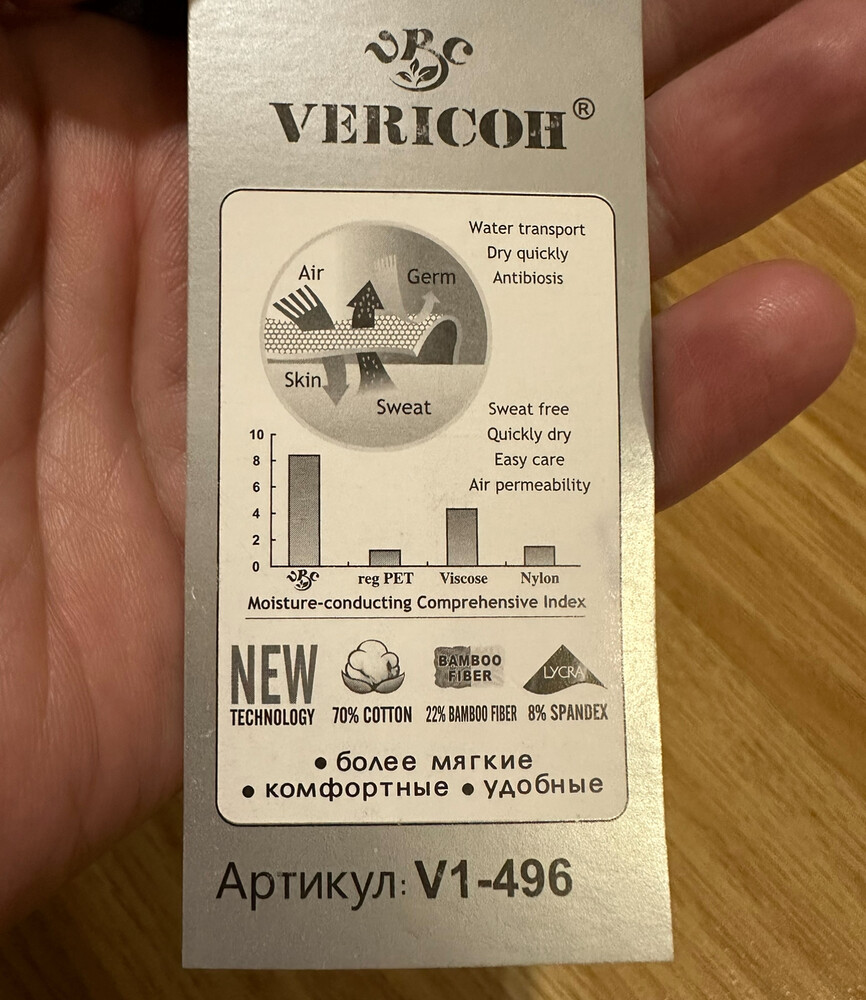 VBC
VERICOH®
Water transport
Dry quickly
Antibiosis
Air
Germ
Skin
Sweat
Sweat free
Quickly dry
Easy care
Air permeability
10
8
6
4
2
0
VBC reg PET Viscose Nylon
Moisture-conducting Comprehensive Index
NEW
TECHNOLOGY
70% COTTON
BAMBOO
FIBER
22% BAMBOO FIBER
LYCRA
8% SPANDEX
• более мягкие
• комфортные • удобные
Артикул: V1-496